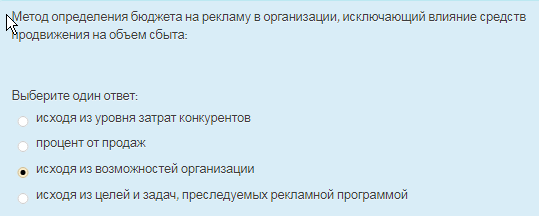 Метод определения бюджета на рекламу в организации, исключающий влияние средств
продвижения на объем сбыта:
Выберите один ответ:
исходя из уровня затрат конкурентов
процент от продаж
исходя из возможностей организации
исходя из целей и задач, преследуемых рекламной программой